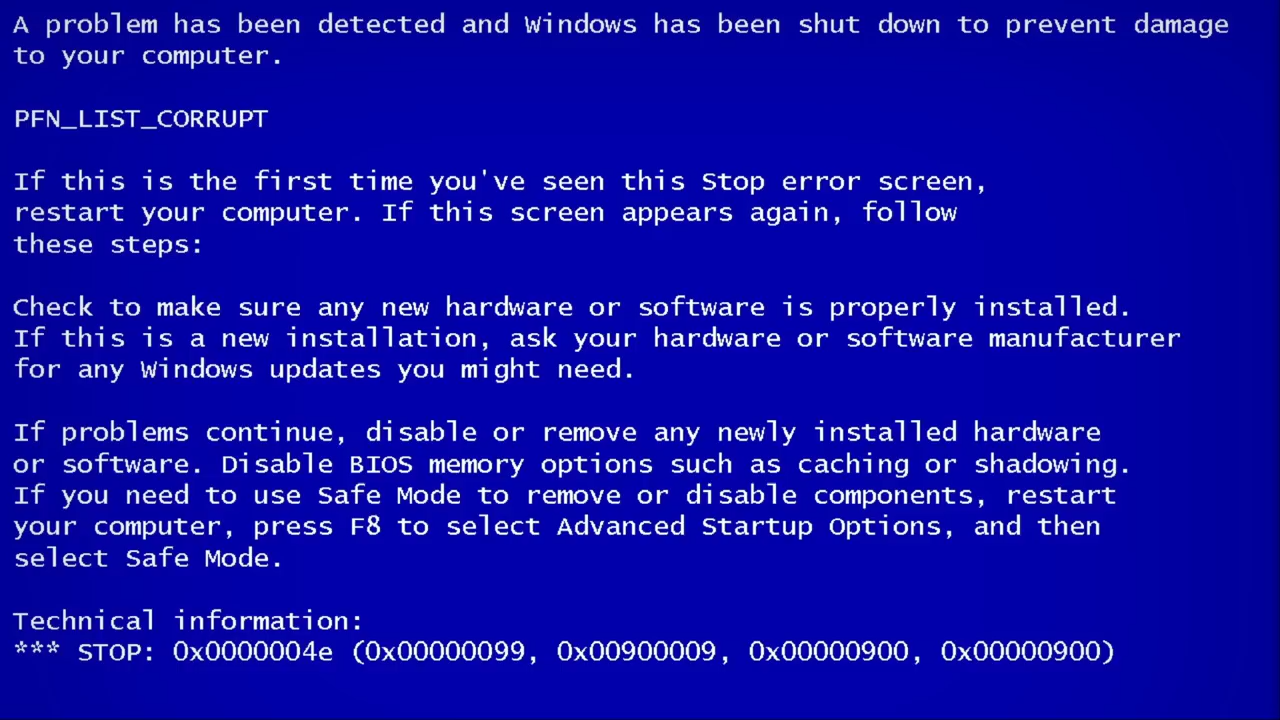 A problem has been detected and Windows has been shut down to prevent damage
to your computer.
PFN_LIST_CORRUPT
If this is the first time you've seen this Stop error screen,
restart your computer. If this screen appears again, follow
these steps:
Check to make sure any new hardware or software is properly installed.
If this is a new installation, ask your hardware or software manufacturer
for any Windows updates you might need.
If problems continue, disable or remove any newly installed hardware
or software. Disable BIOS memory options such as caching or shadowing.
If you need to use Safe Mode to remove or disable components, restart
your computer, press F8 to select Advanced Startup Options, and then
select Safe Mode.
Technical information:
*** STOP: 0x0000004e (0x00000099, 0x00900009, 0x00000900, 0x00000900)